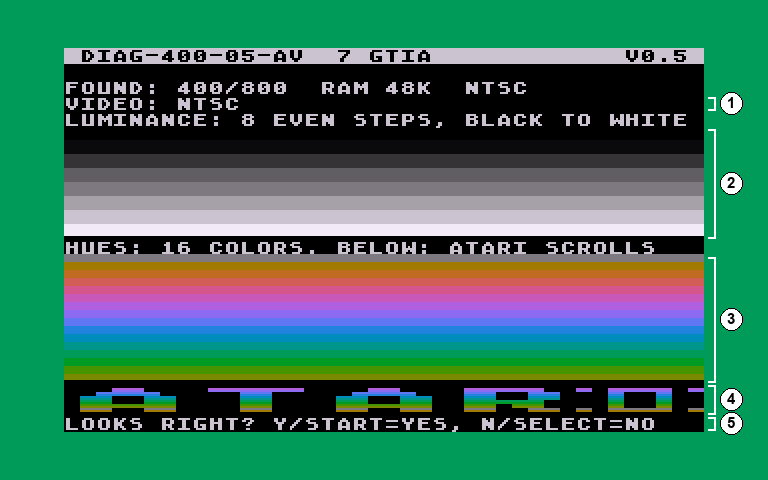 DIAG-400-05-AV 7 GTIA V0.5
FOUND: 400/800 RAM 48K NTSC
VIDEO: NTSC
1
LUMINANCE: 8 EVEN STEPS, BLACK TO WHITE
2
HUES: 16 COLORS. BELOW: ATARI SCROLLS
3
A T A R
4
LOOKS RIGHT? Y/START=YES, N/SELECT=NO
5